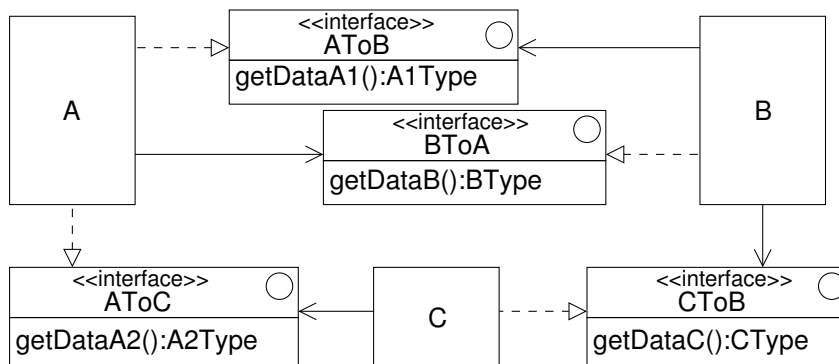 <<interface>>
AToB
getDataA1():A1Type
A
B
<<interface>>
BToA
getDataB():BType
<<interface>>
AToC
getDataA2():A2Type
C
<<interface>>
CToB
getDataC():CType